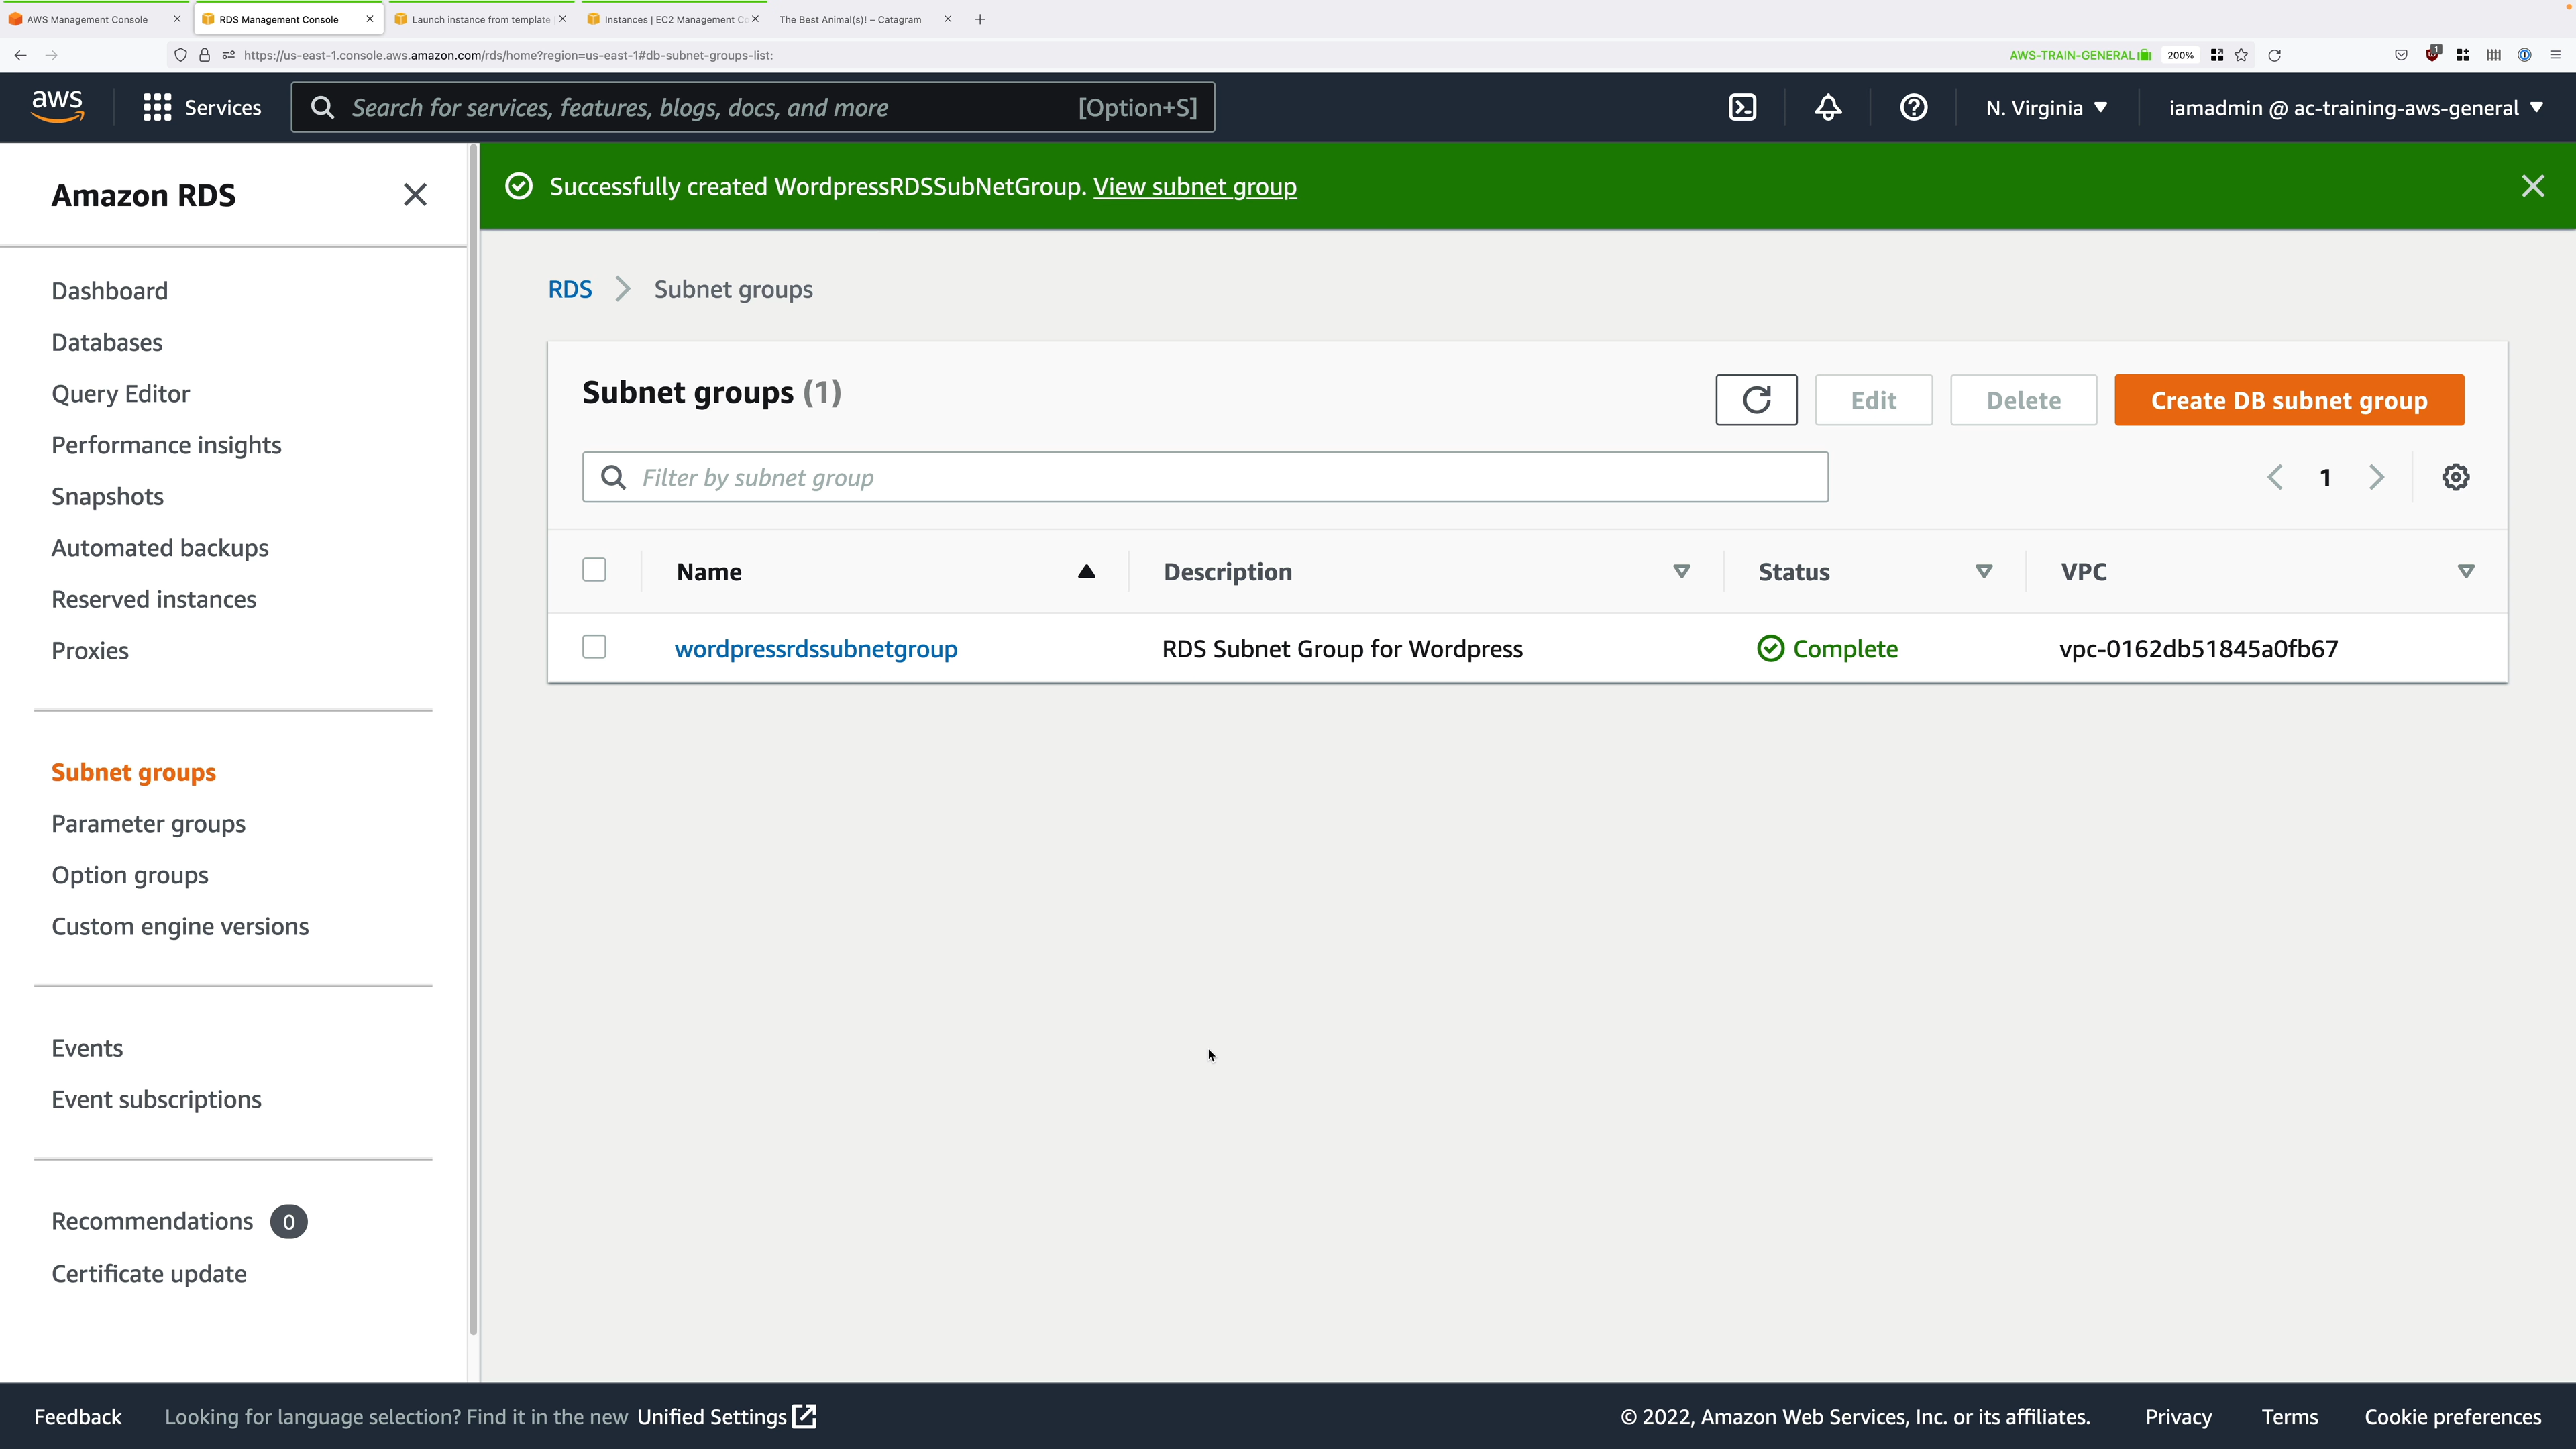 AWS Management Console
RDS Management Console
Launch instance from template
Instances | EC2 Management Co
The Best Animal(s)! – Catagram
https://us-east-1.console.aws.amazon.com/rds/home?region=us-east-1#db-subnet-groups-list:
AWS-TRAIN-GENERAL
200%
1
aws
Services
Search for services, features, blogs, docs, and more
[Option+S]
N. Virginia
iamadmin @ ac-training-aws-general
Amazon RDS
Dashboard
Databases
Query Editor
Performance insights
Snapshots
Automated backups
Reserved instances
Proxies
Subnet groups
Parameter groups
Option groups
Custom engine versions
Events
Event subscriptions
Recommendations 0
Certificate update
Successfully created WordpressRDSSubNetGroup. View subnet group
RDS > Subnet groups
Subnet groups (1)
Edit
Delete
Create DB subnet group
Filter by subnet group
1
Name
Description
Status
VPC
wordpressrdssubnetgroup
RDS Subnet Group for Wordpress
Complete
vpc-0162db51845a0fb67
Feedback
Looking for language selection? Find it in the new Unified Settings
© 2022, Amazon Web Services, Inc. or its affiliates.
Privacy
Terms
Cookie preferences